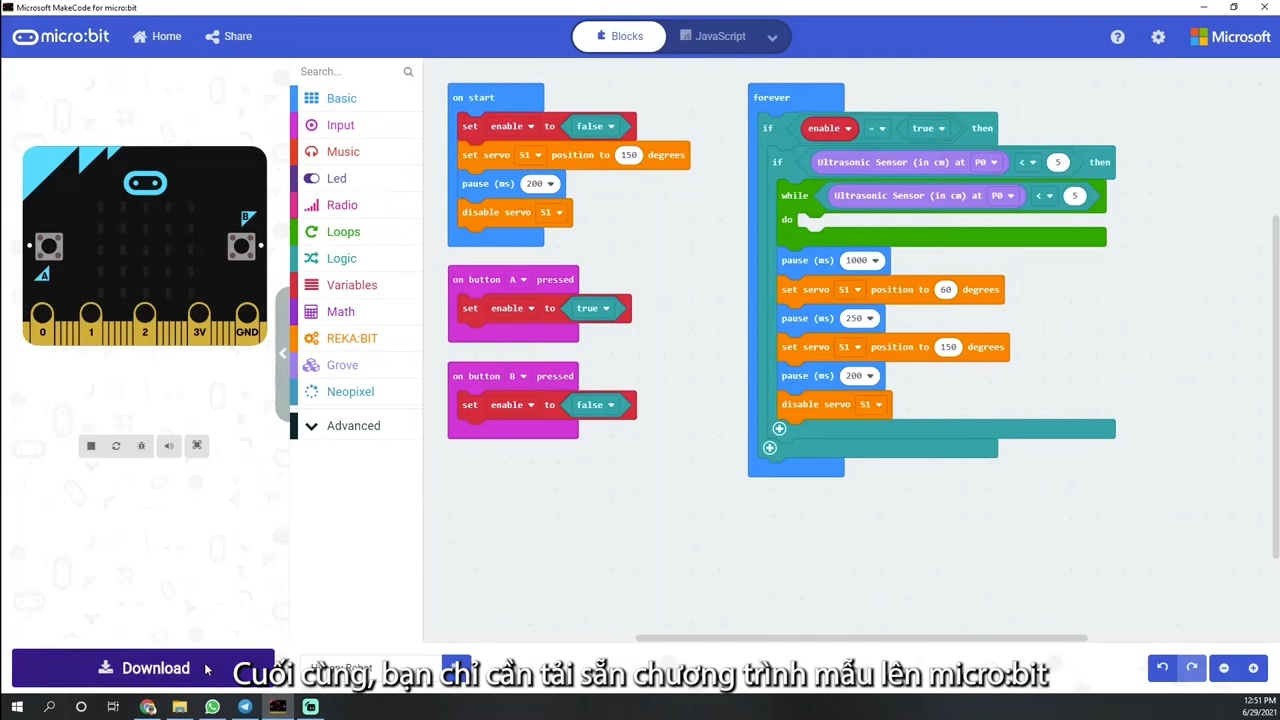 Microsoft MakeCode for micro:bit
micro:bit
Home
Share
Blocks
JavaScript
Microsoft
Search...
Basic
Input
Music
Led
Radio
Loops
Logic
Variables
Math
REKA:BIT
Grove
Neopixel
Advanced
A
B
0 1 2 3V GND
on start
set enable to false
set servo S1 position to 150 degrees
pause (ms) 200
disable servo S1
on button A pressed
set enable to true
on button B pressed
set enable to false
forever
if enable = true then
if Ultrasonic Sensor (in cm) at P0 < 5 then
while Ultrasonic Sensor (in cm) at P0 < 5
do
pause (ms) 1000
set servo S1 position to 60 degrees
pause (ms) 250
set servo S1 position to 150 degrees
pause (ms) 200
disable servo S1
Download
Cuối cùng, bạn chỉ cần tải sẵn chương trình mẫu lên micro:bit
12:51 PM
6/29/2021